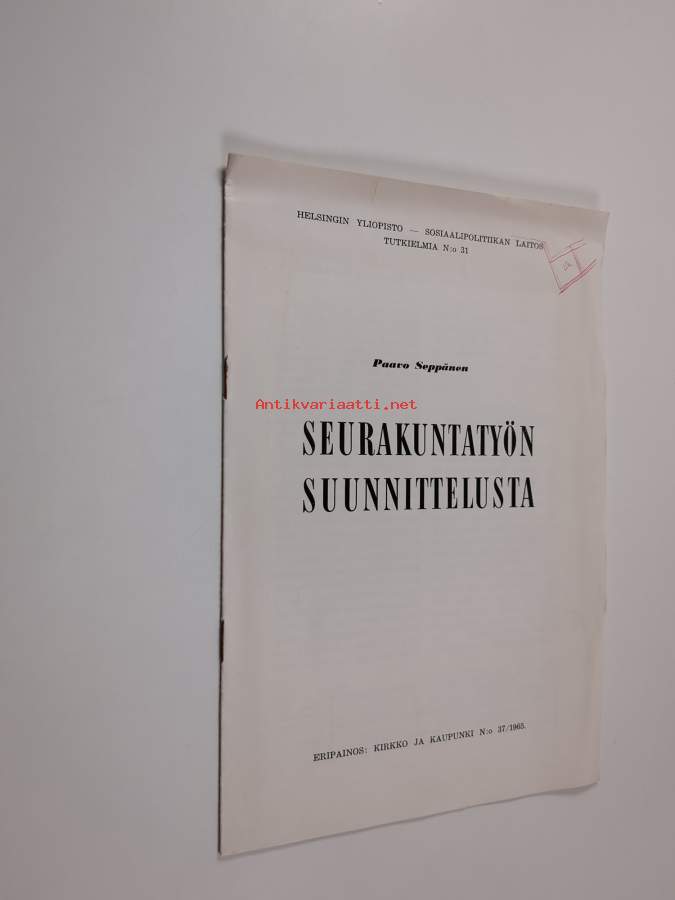 HELSINGIN YLIOPISTO — SOSIAALIPOLITIIKAN LAITOS
TUTKIELMIA N:o 31
Paavo Seppänen
Antikvariaatti.net
SEURAKUNTATYÖN
SUUNNITTELUSTA
ERIPAINOS: KIRKKO JA KAUPUNKI N:o 37/1965.